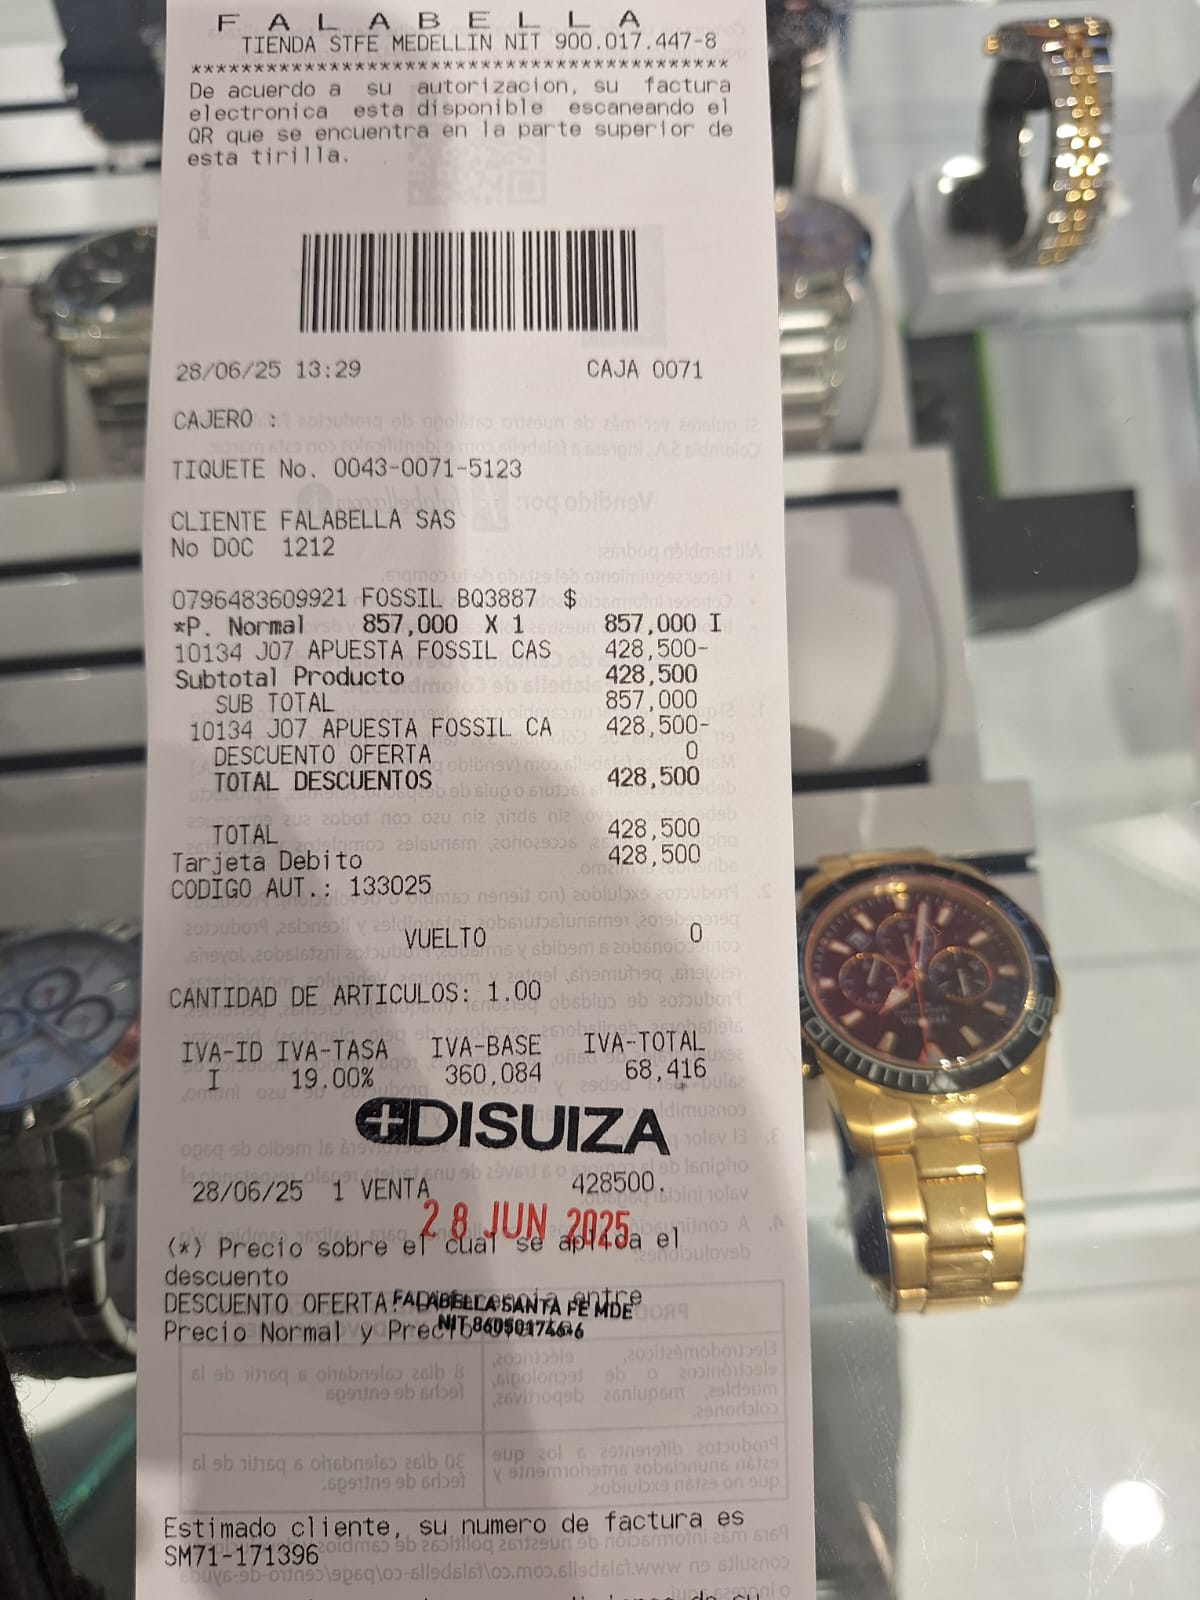 FALABELLA
TIENDA STFE MEDELLIN NIT 900.017.447-8
*****************************************
De acuerdo a su autorizacion, su factura
electronica esta disponible escaneando el
QR que se encuentra en la parte superior de
esta tirilla.
28/06/25 13:29 CAJA 0071
CAJERO :
TIQUETE No. 0043-0071-5123
CLIENTE FALABELLA SAS
No DOC 1212
0796483609921 FOSSIL BQ3887 $
*P. Normal 857,000 X 1 857,000 I
10134 J07 APUESTA FOSSIL CAS 428,500-
Subtotal Producto 428,500
SUB TOTAL 857,000
10134 J07 APUESTA FOSSIL CA 428,500-
DESCUENTO OFERTA 0
TOTAL DESCUENTOS 428,500
TOTAL 428,500
Tarjeta Debito 428,500
CODIGO AUT.: 133025
VUELTO 0
CANTIDAD DE ARTICULOS: 1.00
IVA-ID IVA-TASA IVA-BASE IVA-TOTAL
I 19.00% 360,084 68,416
DISUIZA
28/06/25 1 VENTA 428500.
28 JUN 2025
(*) Precio sobre el cual se aplica el
descuento
DESCUENTO OFERTA: entre
FALABELLA SANTA FE MDE
Precio Normal y Precio
NIT 860501746-6
Estimado cliente, su numero de factura es
SM71-171396